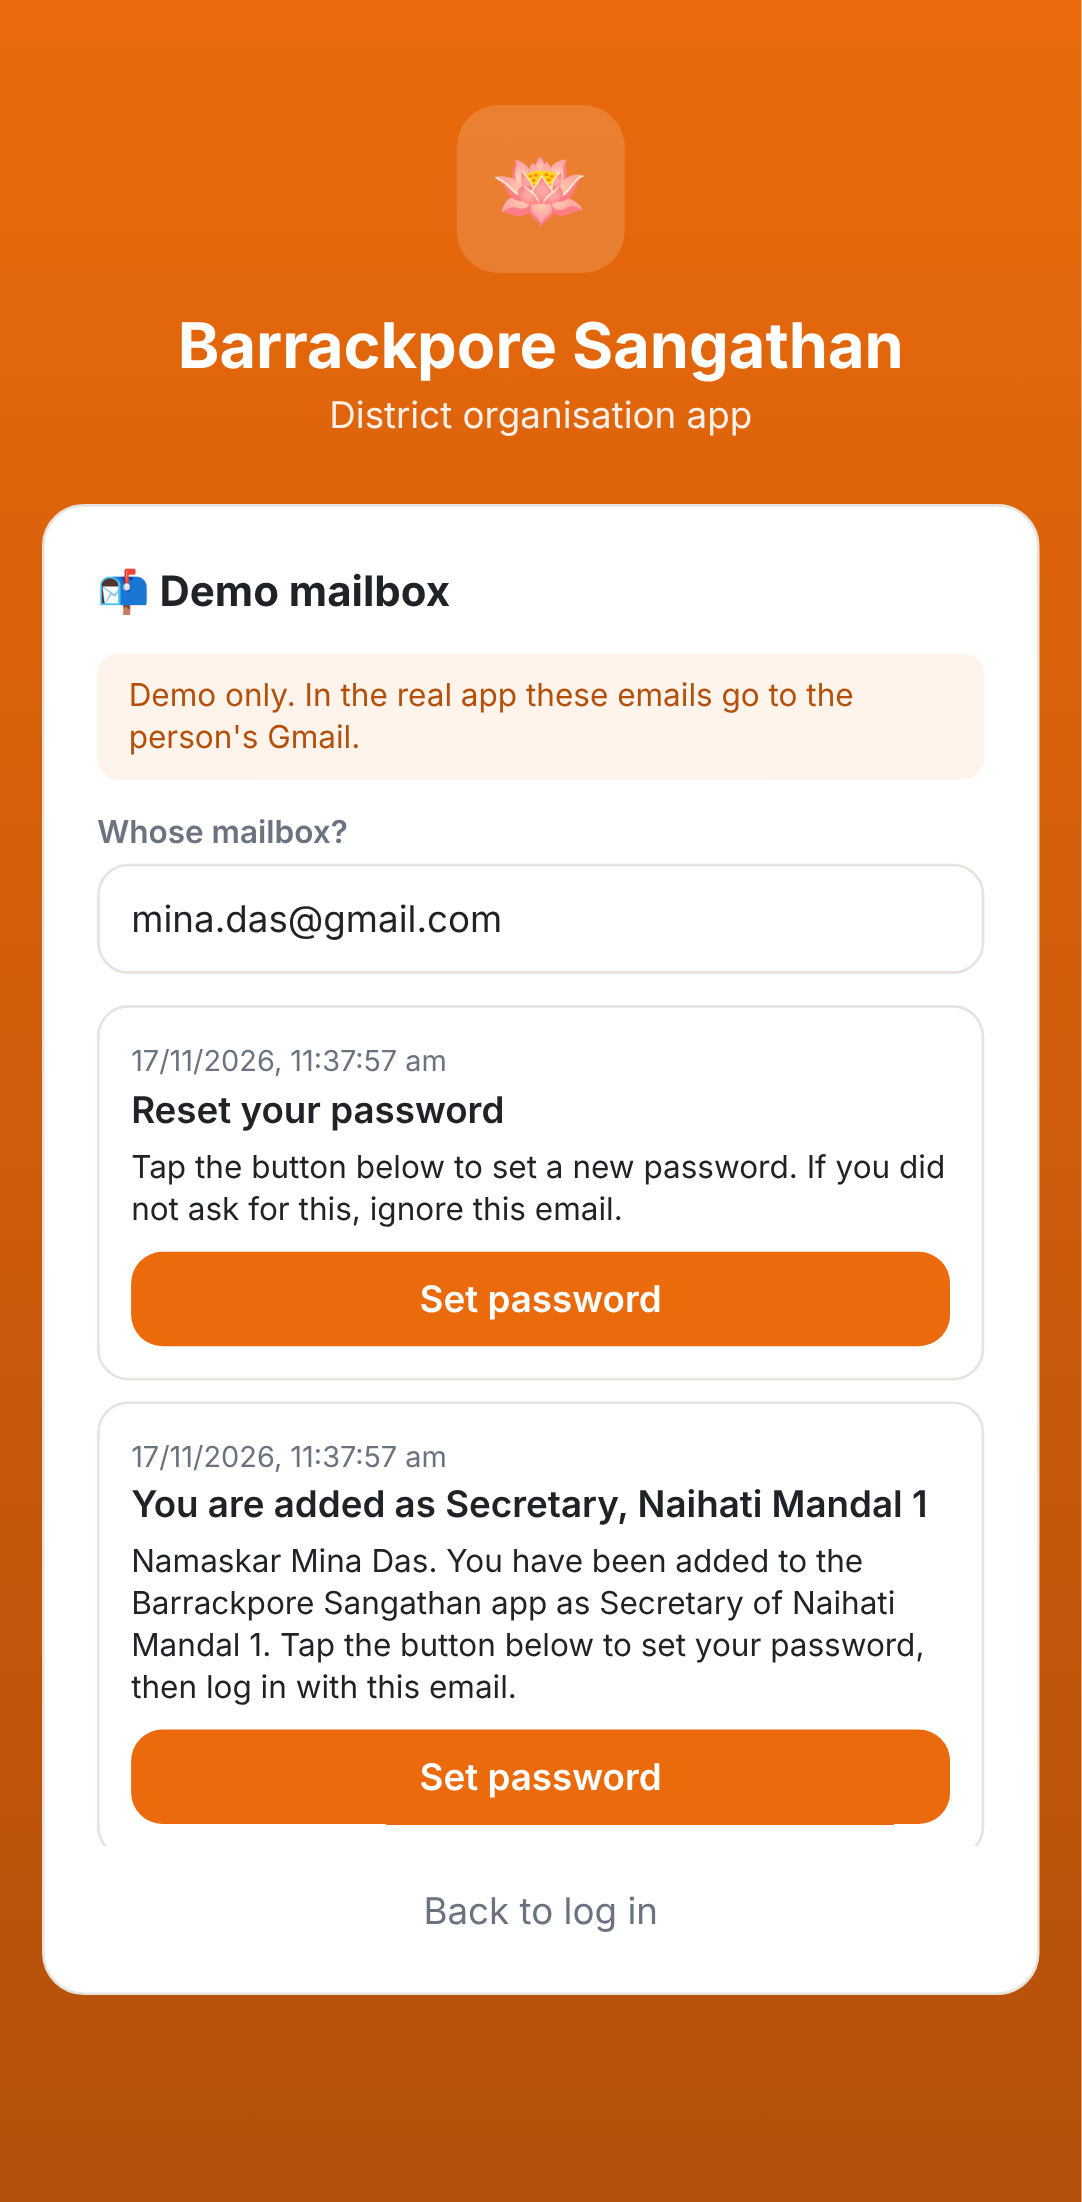 Barrackpore Sangathan
District organisation app
📬 Demo mailbox
Demo only. In the real app these emails go to the
person's Gmail.
Whose mailbox?
mina.das@gmail.com
17/11/2026, 11:37:57 am
Reset your password
Tap the button below to set a new password. If you did
not ask for this, ignore this email.
Set password
17/11/2026, 11:37:57 am
You are added as Secretary, Naihati Mandal 1
Namaskar Mina Das. You have been added to the
Barrackpore Sangathan app as Secretary of Naihati
Mandal 1. Tap the button below to set your password,
then log in with this email.
Set password
Back to log in